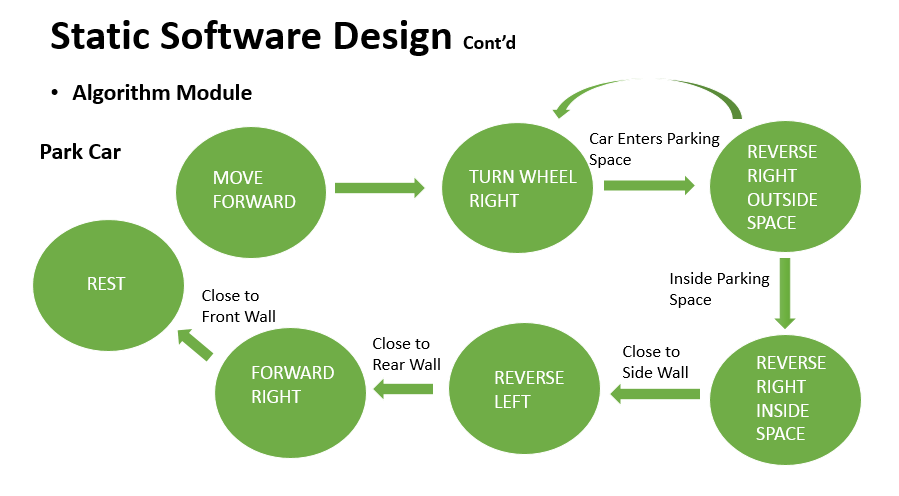 Static Software Design Cont'd
• Algorithm Module
Park Car
MOVE
FORWARD
TURN WHEEL
RIGHT
Car Enters Parking
Space
REVERSE
RIGHT
OUTSIDE
SPACE
Inside Parking
Space
REVERSE
RIGHT
INSIDE
SPACE
Close to
Side Wall
REVERSE
LEFT
Close to
Rear Wall
FORWARD
RIGHT
Close to
Front Wall
REST